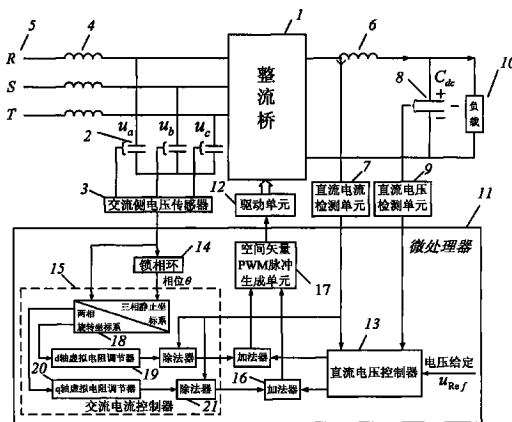 1
5
4
6
R
S
T
整流桥
8
C_dc
+
−
10
负载
2
u_a
u_b
u_c
3
交流侧电压传感器
12
驱动单元
7
直流电流检测单元
9
直流电压检测单元
11
微处理器
14
锁相环
相位θ
空间矢量PWM脉冲生成单元
17
15
两相旋转坐标系
三相静止坐标系
18
13
直流电压控制器
电压给定
u_Ref
d轴虚拟电阻调节器
19
除法器
加法器
20
q轴虚拟电阻调节器
除法器
21
16
加法器
交流电流控制器